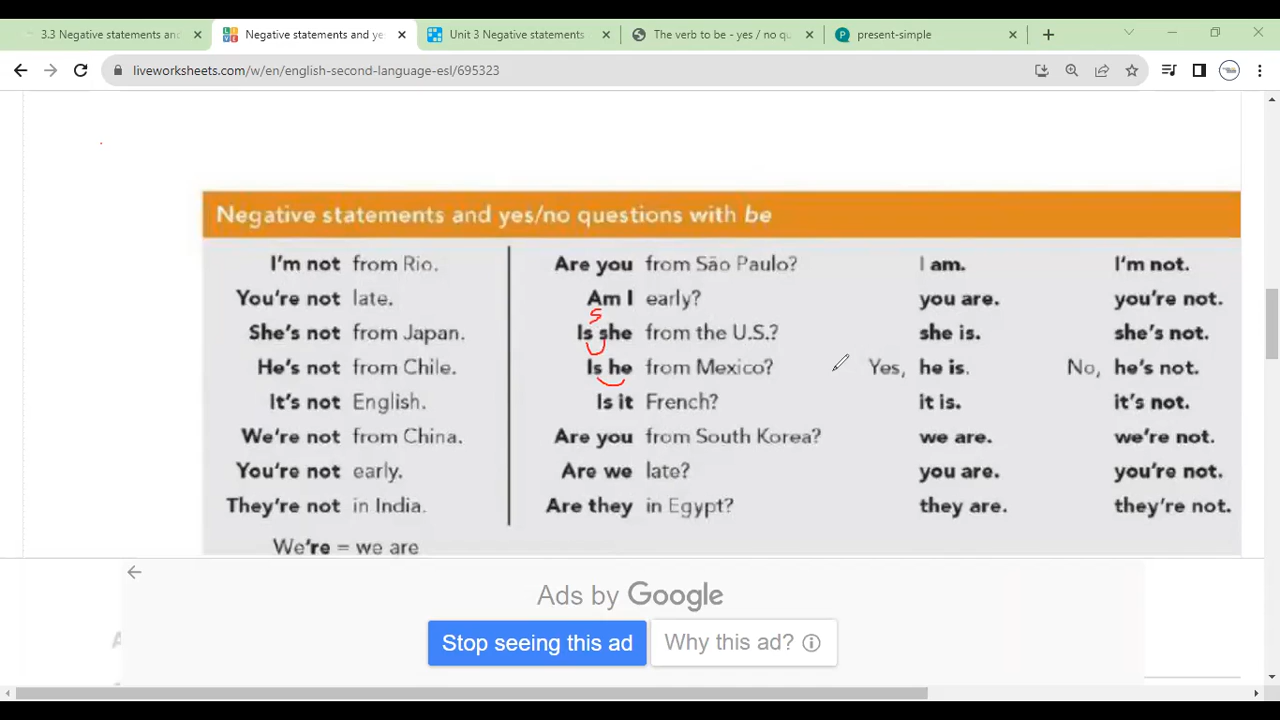 3.3 Negative statements an
Negative statements and ye
Unit 3 Negative statements
The verb to be - yes / no qu
present-simple
liveworksheets.com/w/en/english-second-language-esl/695323
Negative statements and yes/no questions with be
I'm not from Rio. Are you from São Paulo? I am. I'm not.
You're not late. Am I early? you are. you're not.
S
She's not from Japan. Is she from the U.S.? she is. she's not.
He's not from Chile. Is he from Mexico? Yes, he is. No, he's not.
It's not English. Is it French? it is. it's not.
We're not from China. Are you from South Korea? we are. we're not.
You're not early. Are we late? you are. you're not.
They're not in India. Are they in Egypt? they are. they're not.
We're = we are
Ads by Google
Stop seeing this ad
Why this ad?